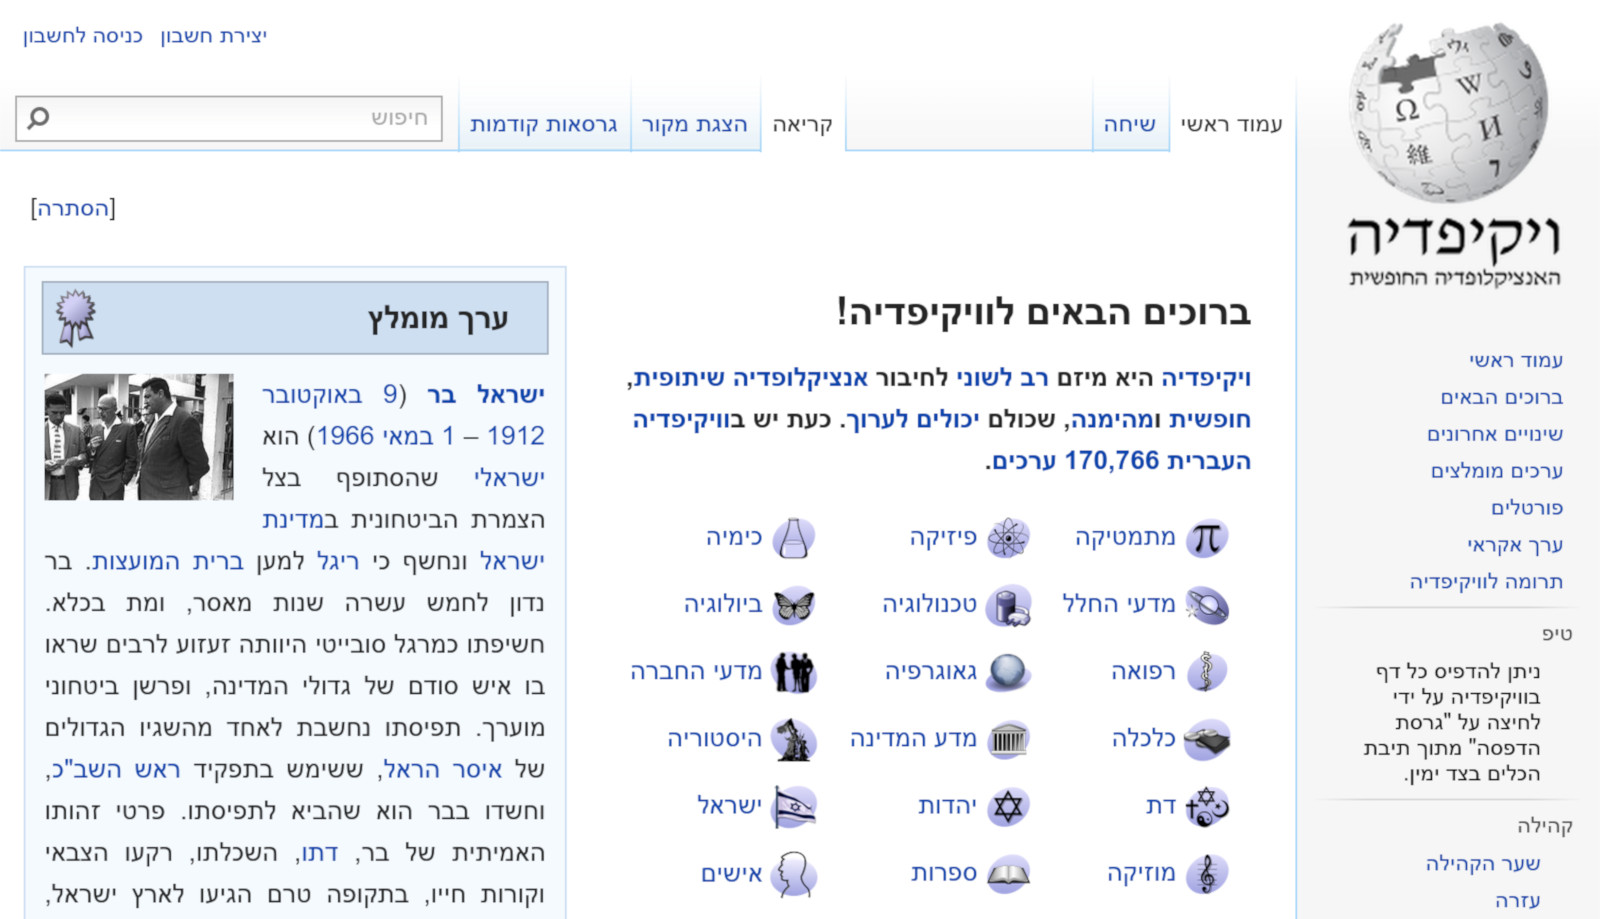 יצירת חשבון
כניסה לחשבון
עמוד ראשי
שיחה
קריאה
הצגת מקור
גרסאות קודמות
חיפוש
ויקיפדיה
האנציקלופדיה החופשית
עמוד ראשי
ברוכים הבאים
שינויים אחרונים
ערכים מומלצים
פורטלים
ערך אקראי
תרומה לוויקיפדיה
טיפ
ניתן להדפיס כל דף
בוויקיפדיה על ידי
לחיצה על "גרסת
הדפסה" מתוך תיבת
הכלים בצד ימין.
קהילה
שער הקהילה
עזרה
[הסתרה]
ברוכים הבאים לוויקיפדיה!
ויקיפדיה היא מיזם רב לשוני לחיבור אנציקלופדיה שיתופית,
חופשית ומהימנה, שכולם יכולים לערוך. כעת יש בוויקיפדיה
העברית 170,766 ערכים.
מתמטיקה פיזיקה כימיה
מדעי החלל טכנולוגיה ביולוגיה
רפואה גאוגרפיה מדעי החברה
כלכלה מדע המדינה היסטוריה
דת יהדות ישראל
מוזיקה ספרות אישים
ערך מומלץ
ישראל בר (9 באוקטובר
1912 – 1 במאי 1966) הוא
ישראלי שהסתופף בצל
הצמרת הביטחונית במדינת
ישראל ונחשף כי ריגל למען ברית המועצות. בר
נדון לחמש עשרה שנות מאסר, ומת בכלא.
חשיפתו כמרגל סובייטי היוותה זעזוע לרבים שראו
בו איש סודם של גדולי המדינה, ופרשן ביטחוני
מוערך. תפיסתו נחשבת לאחד מהשגיו הגדולים
של איסר הראל, ששימש בתפקיד ראש השב"כ,
וחשדו בבר הוא שהביא לתפיסתו. פרטי זהותו
האמיתית של בר, דתו, השכלתו, רקעו הצבאי
וקורות חייו, בתקופה טרם הגיעו לארץ ישראל,